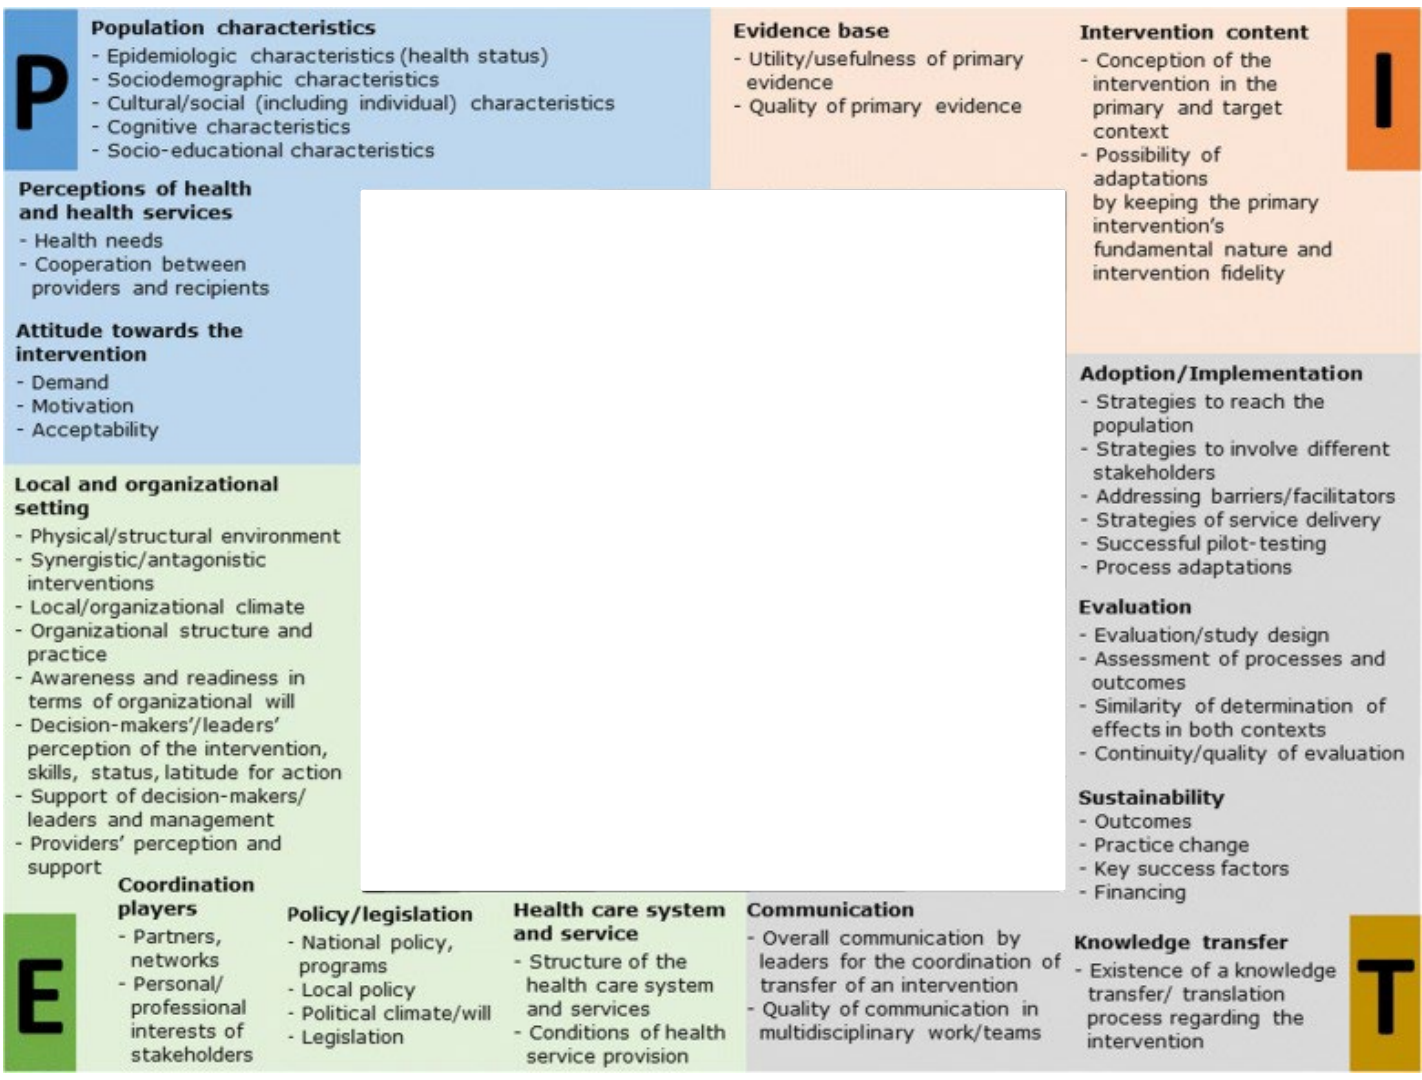 P
Population characteristics
- Epidemiologic characteristics (health status)
- Sociodemographic characteristics
- Cultural/social (including individual) characteristics
- Cognitive characteristics
- Socio-educational characteristics
Perceptions of health
and health services
- Health needs
- Cooperation between
providers and recipients
Attitude towards the
intervention
- Demand
- Motivation
- Acceptability
Evidence base
- Utility/usefulness of primary
evidence
- Quality of primary evidence
Intervention content
- Conception of the
intervention in the
primary and target
context
- Possibility of
adaptations
by keeping the primary
intervention's
fundamental nature and
intervention fidelity
I
Local and organizational
setting
- Physical/structural environment
- Synergistic/antagonistic
interventions
- Local/organizational climate
- Organizational structure and
practice
- Awareness and readiness in
terms of organizational will
- Decision-makers'/leaders'
perception of the intervention,
skills, status, latitude for action
- Support of decision-makers/
leaders and management
- Providers' perception and
support
E
Coordination
players
- Partners,
networks
- Personal/
professional
interests of
stakeholders
Policy/legislation
- National policy,
programs
- Local policy
- Political climate/will
- Legislation
Health care system
and service
- Structure of the
health care system
and services
- Conditions of health
service provision
Adoption/Implementation
- Strategies to reach the
population
- Strategies to involve different
stakeholders
- Addressing barriers/facilitators
- Strategies of service delivery
- Successful pilot-testing
- Process adaptations
Evaluation
- Evaluation/study design
- Assessment of processes and
outcomes
- Similarity of determination of
effects in both contexts
- Continuity/quality of evaluation
Sustainability
- Outcomes
- Practice change
- Key success factors
- Financing
Communication
- Overall communication by
leaders for the coordination of
transfer of an intervention
- Quality of communication in
multidisciplinary work/teams
Knowledge transfer
- Existence of a knowledge
transfer/ translation
process regarding the
intervention
T